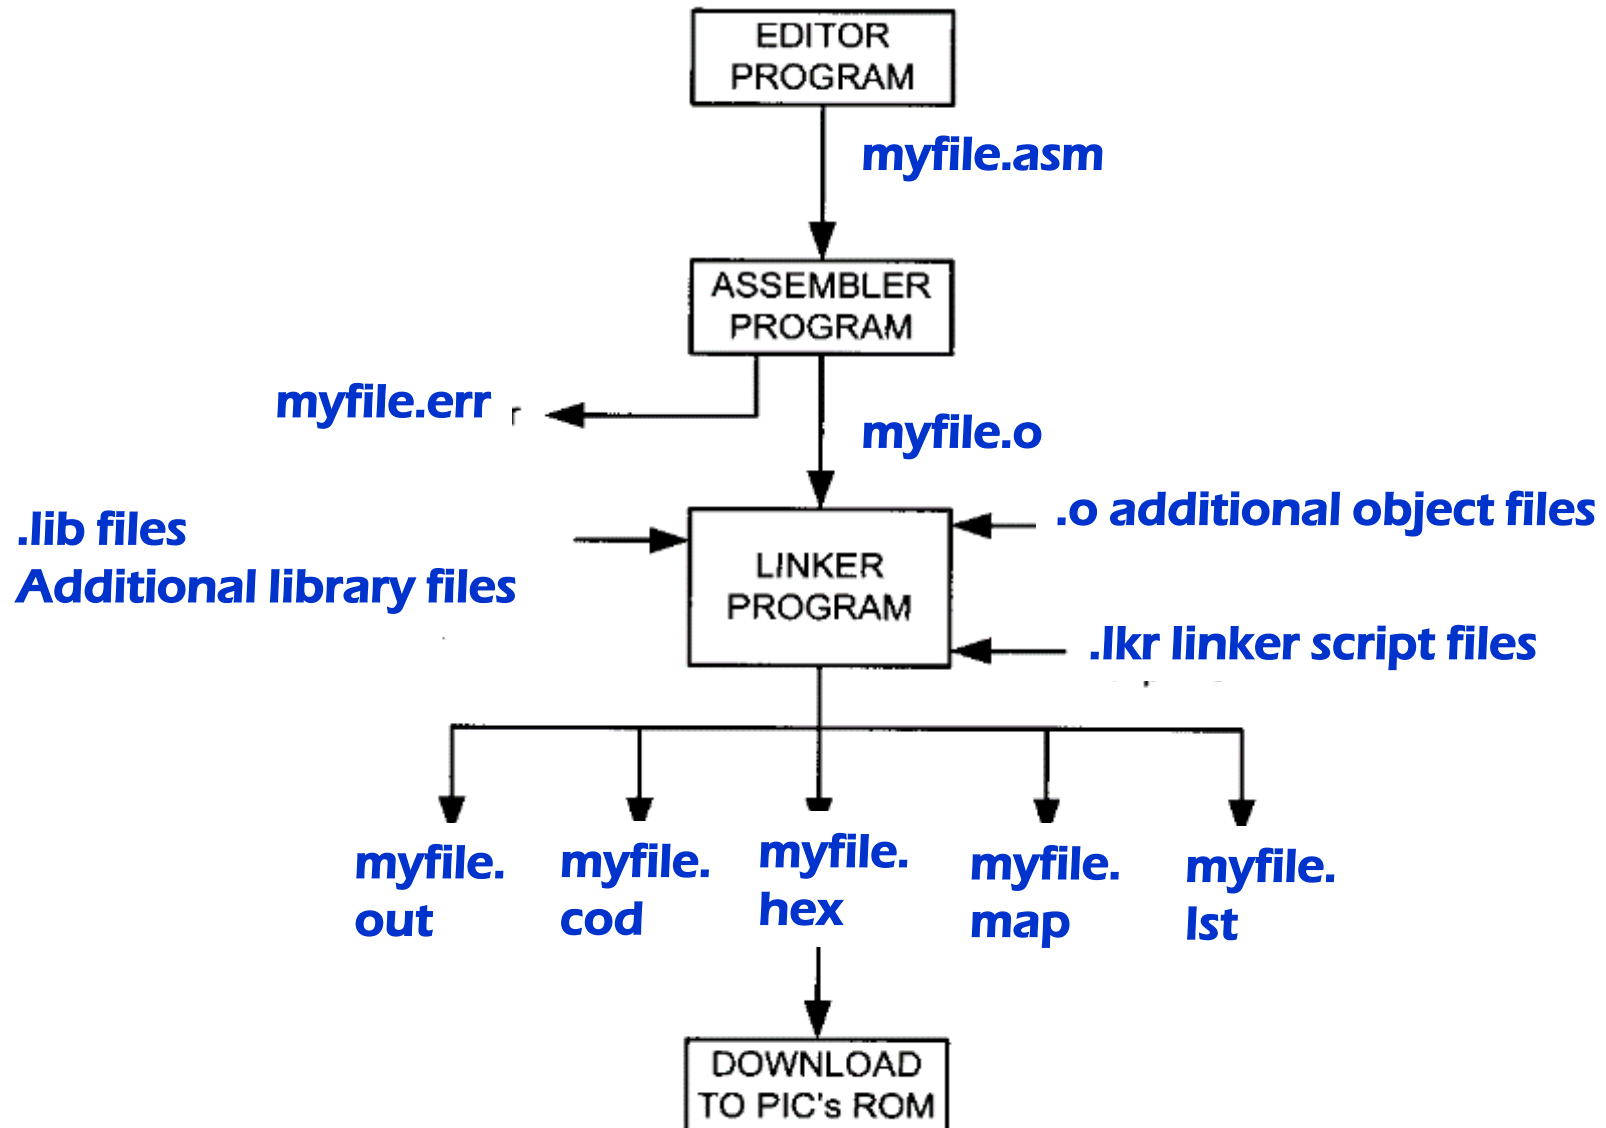 EDITOR
PROGRAM
myfile.asm
ASSEMBLER
PROGRAM
myfile.err
myfile.o
.lib files
Additional library files
.o additional object files
LINKER
PROGRAM
.lkr linker script files
myfile.
out
myfile.
cod
myfile.
hex
myfile.
map
myfile.
lst
DOWNLOAD
TO PIC's ROM